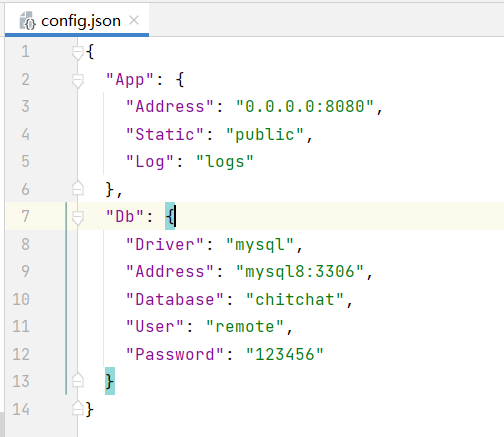 config.json
1 {
2 "App": {
3 "Address": "0.0.0.0:8080",
4 "Static": "public",
5 "Log": "logs"
6 },
7 "Db": {
8 "Driver": "mysql",
9 "Address": "mysql8:3306",
10 "Database": "chitchat",
11 "User": "remote",
12 "Password": "123456"
13 }
14 }